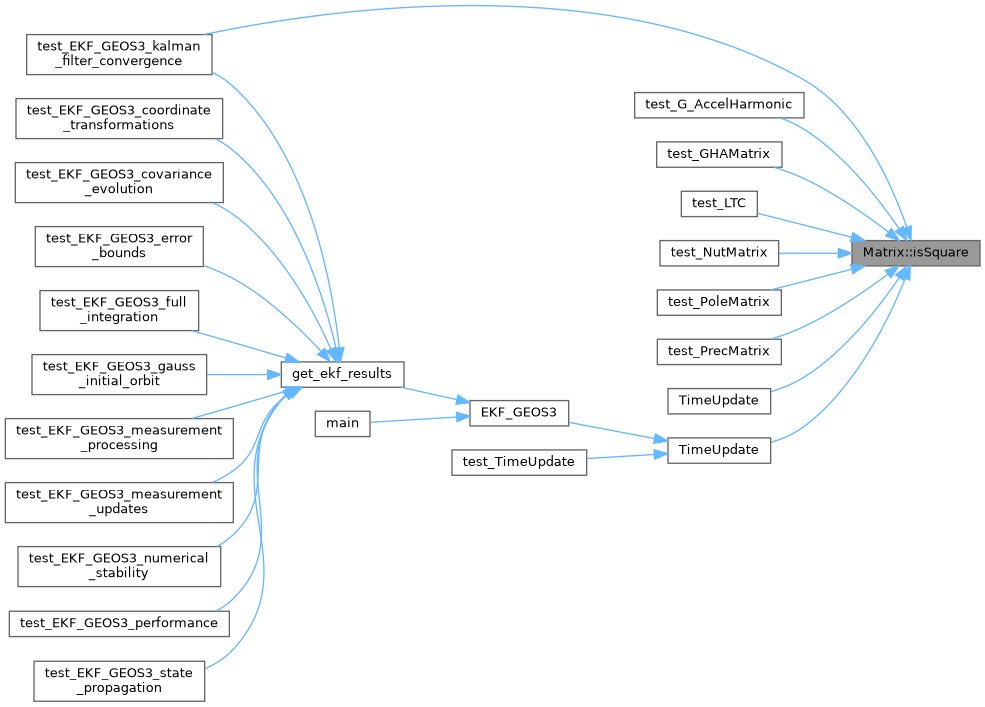 test_EKF_GEOS3_kalman
_filter_convergence
test_EKF_GEOS3_coordinate
_transformations
test_EKF_GEOS3_covariance
_evolution
test_EKF_GEOS3_error
_bounds
test_EKF_GEOS3_full
_integration
test_EKF_GEOS3_gauss
_initial_orbit
test_EKF_GEOS3_measurement
_processing
test_EKF_GEOS3_measurement
_updates
test_EKF_GEOS3_numerical
_stability
test_EKF_GEOS3_performance
test_EKF_GEOS3_state
_propagation
get_ekf_results
main
EKF_GEOS3
test_TimeUpdate
test_G_AccelHarmonic
test_GHAMatrix
test_LTC
test_NutMatrix
test_PoleMatrix
test_PrecMatrix
TimeUpdate
TimeUpdate
Matrix::isSquare